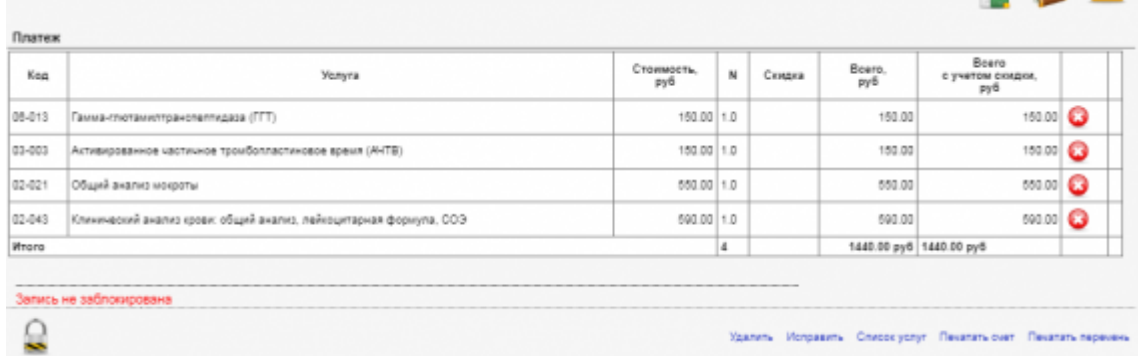 Платеж
Код Услуга Стоимость, руб N Скидка Всего, руб Всего с учетом скидки, руб
06-013 Гамма-глютамилтранспептидаза (ГГТ) 150.00 1.0 150.00 150.00
03-003 Активированное частичное тромбопластиновое время (АЧТВ) 150.00 1.0 150.00 150.00
02-021 Общий анализ мокроты 550.00 1.0 550.00 550.00
02-043 Клинический анализ крови: общий анализ, лейкоцитарная формула, СОЭ 590.00 1.0 590.00 590.00
Итого 4 1440.00 руб 1440.00 руб
Запись не заблокирована
Удалить Исправить Список услуг Печатать счет Печатать перечень